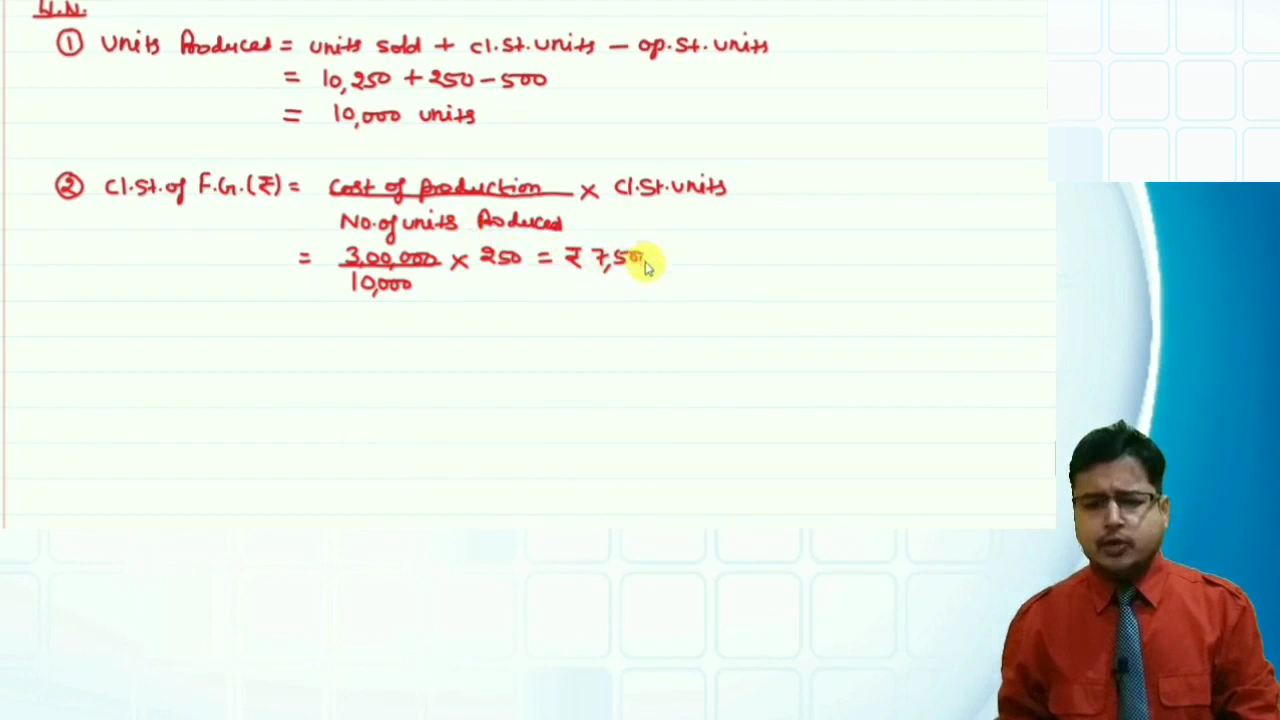 W.N.
① Units Produced = units sold + cl.st.units – op.st.units
= 10,250 + 250 – 500
= 10,000 units
② Cl.St.of F.G.(₹) = Cost of production × Cl.St.units
No.of units Produced
= 3,00,000 × 250 = ₹ 7,50
10,000